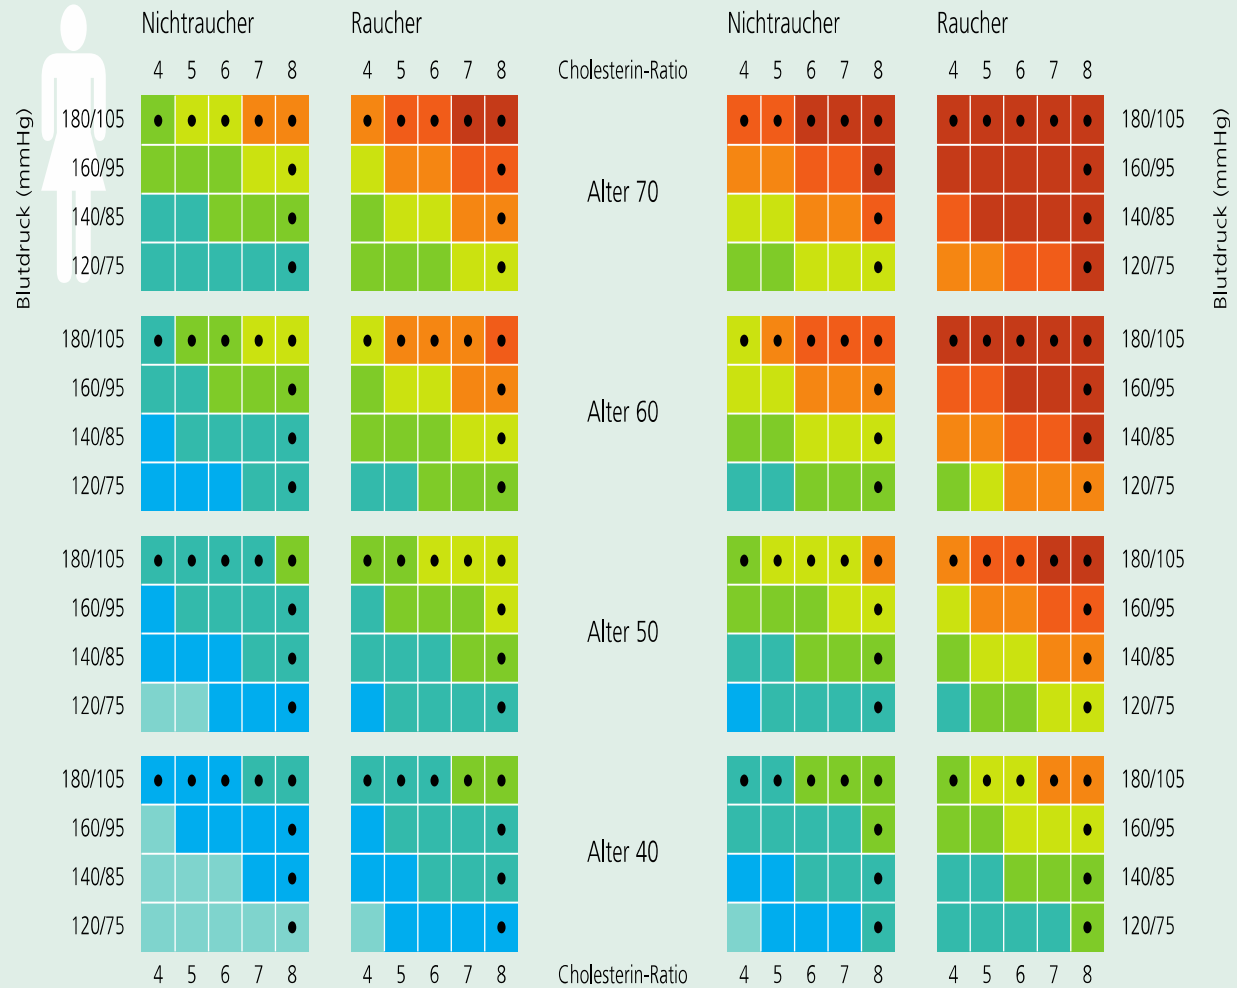 Nichtraucher Raucher Nichtraucher Raucher
4 5 6 7 8 4 5 6 7 8 Cholesterin-Ratio 4 5 6 7 8 4 5 6 7 8
Blutdruck (mmHg)
180/105 180/105
160/95 160/95
Alter 70
140/85 140/85
120/75 120/75
Blutdruck (mmHg)
180/105 180/105
160/95 160/95
Alter 60
140/85 140/85
120/75 120/75
180/105 180/105
160/95 160/95
Alter 50
140/85 140/85
120/75 120/75
180/105 180/105
160/95 160/95
Alter 40
140/85 140/85
120/75 120/75
4 5 6 7 8 4 5 6 7 8 Cholesterin-Ratio 4 5 6 7 8 4 5 6 7 8